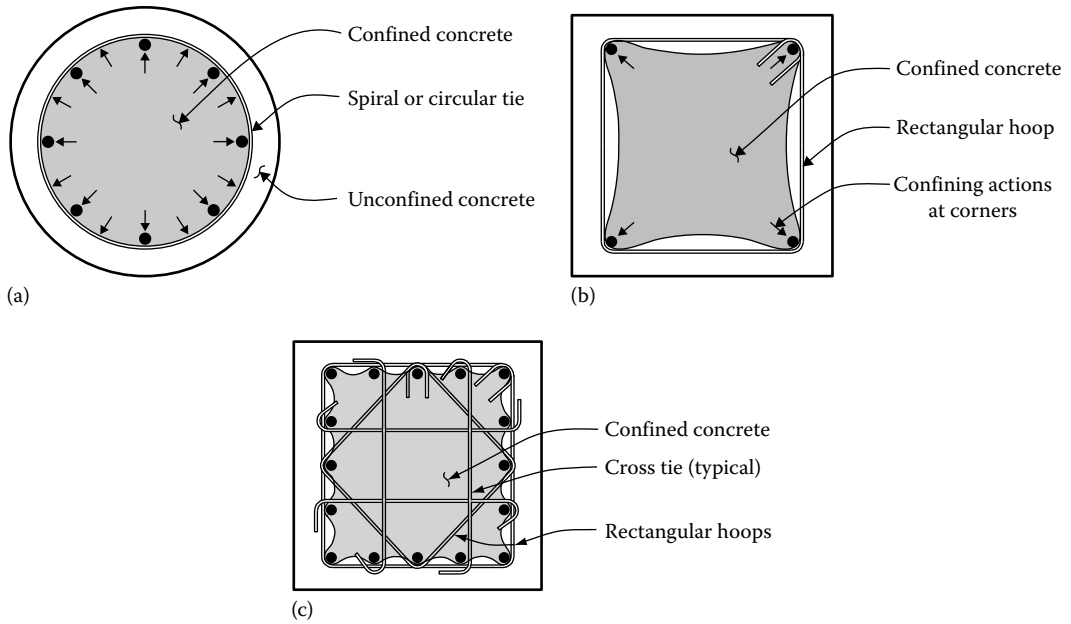 Confined concrete
Spiral or circular tie
Unconfined concrete
(a)
Confined concrete
Rectangular hoop
Confining actions
at corners
(b)
Confined concrete
Cross tie (typical)
Rectangular hoops
(c)